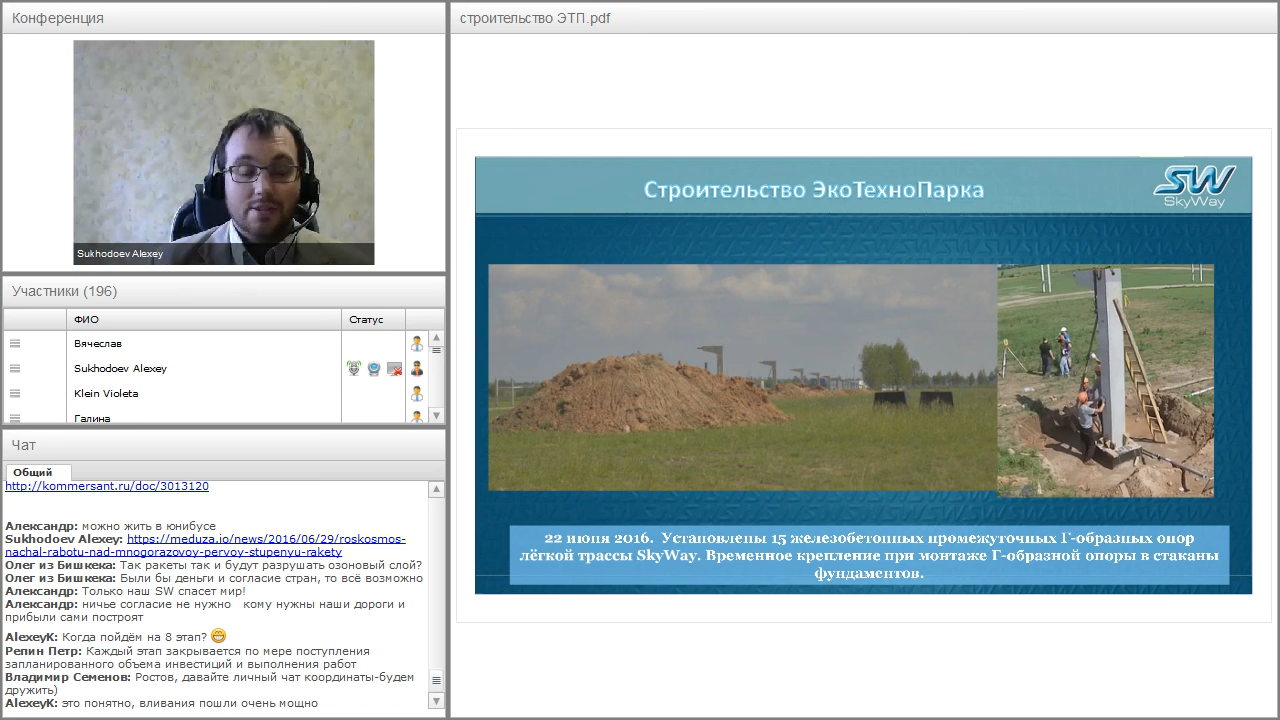 Конференция
Sukhodoev Alexey
Участники (196)
ФИО
Статус
Вячеслав
Sukhodoev Alexey
Klein Violeta
Галина
Чат
Общий
http://kommersant.ru/doc/3013120
Александр: можно жить в юнибусе
Sukhodoev Alexey: https://meduza.io/news/2016/06/29/roskosmos-
nachal-rabotu-nad-mnogorazovoy-pervoy-stupenyu-rakety
Олег из Бишкека: Так ракеты так и будут разрушать озоновый слой?
Олег из Бишкека: Были бы деньги и согласие стран, то всё возможно
Александр: Только наш SW спасет мир!
Александр: ничье согласие не нужно кому нужны наши дороги и
прибыли сами построят
AlexeyK: Когда пойдём на 8 этап?
Репин Петр: Каждый этап закрывается по мере поступления
запланированного объема инвестиций и выполнения работ
Владимир Семенов: Ростов, давайте личный чат координаты-будем
дружить)
AlexeyK: это понятно, вливания пошли очень мощно
строительство ЭТП.pdf
Строительство ЭкоТехноПарка
SW
SkyWay
22 июня 2016. Установлены 15 железобетонных промежуточных Г-образных опор
лёгкой трассы SkyWay. Временное крепление при монтаже Г-образной опоры в стаканы
фундаментов.